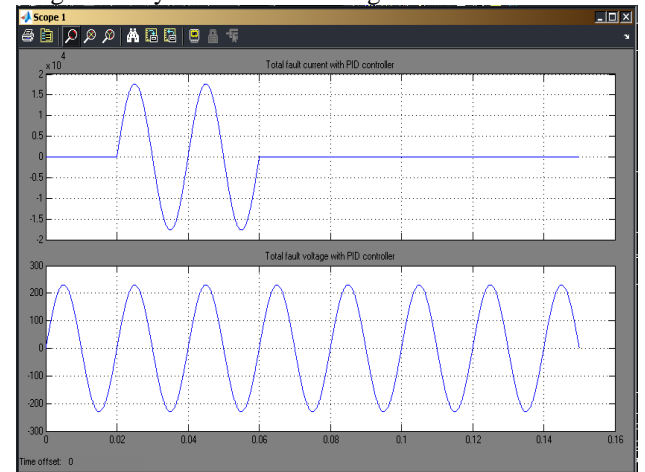 Scope 1
Total fault current with PID controller
x 10
4
2
1.5
1
0.5
0
-0.5
-1
-1.5
-2
Total fault voltage with PID controller
300
200
100
0
-100
-200
-300
0 0.02 0.04 0.06 0.08 0.1 0.12 0.14 0.16
Time offset: 0